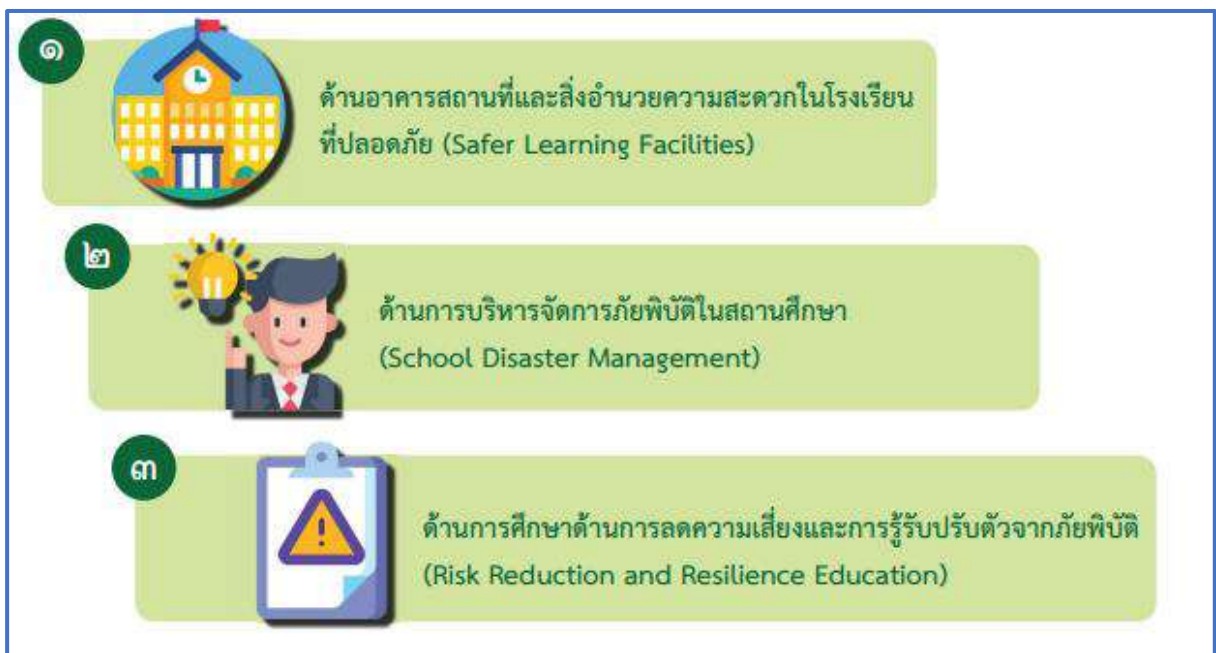 ๑
ด้านอาคารสถานที่และสิ่งอำนวยความสะดวกในโรงเรียน
ที่ปลอดภัย (Safer Learning Facilities)
๒
ด้านการบริหารจัดการภัยพิบัติในสถานศึกษา
(School Disaster Management)
๓
ด้านการศึกษาด้านการลดความเสี่ยงและการรู้รับปรับตัวจากภัยพิบัติ
(Risk Reduction and Resilience Education)